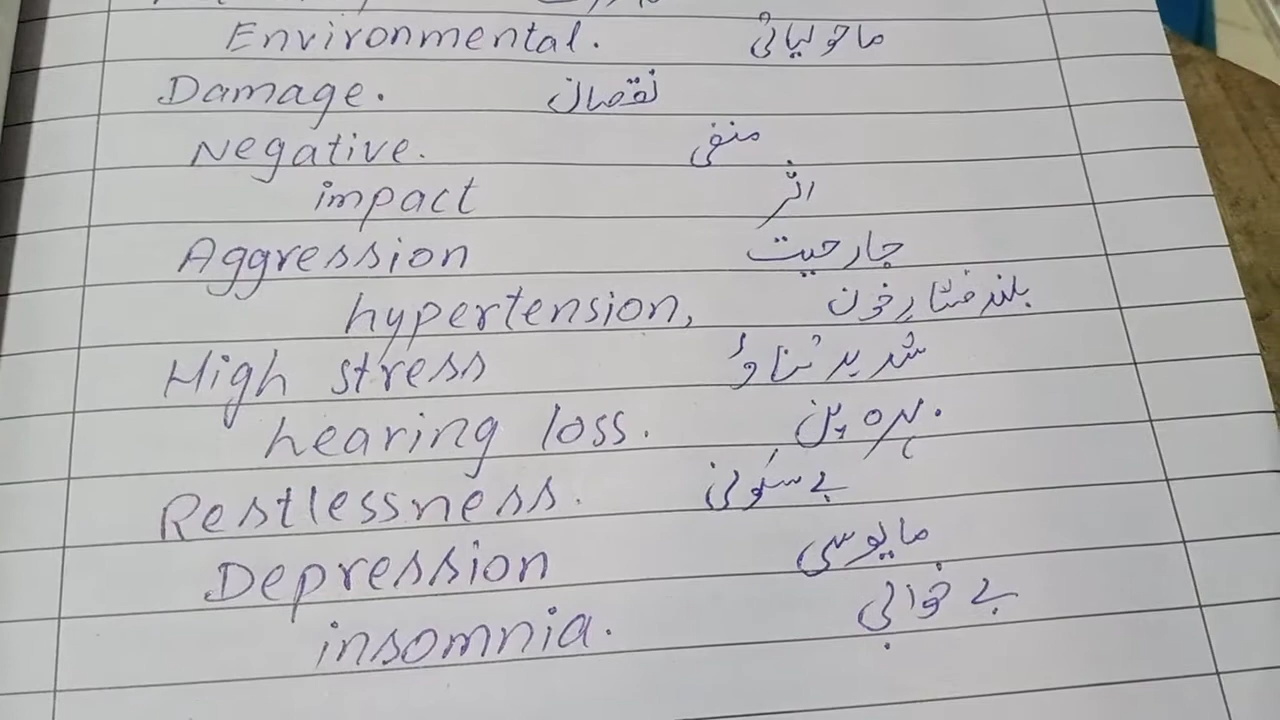 Environmental. ماحولیاتی
Damage. نقصان
Negative. منفی
impact اثر
Aggression جارحیت
hypertension, بلند فشار خون
High stress شدید تناؤ
hearing loss. بہرہ پن
Restlessness. بے سکونی
Depression مایوسی
insomnia. بے خوابی